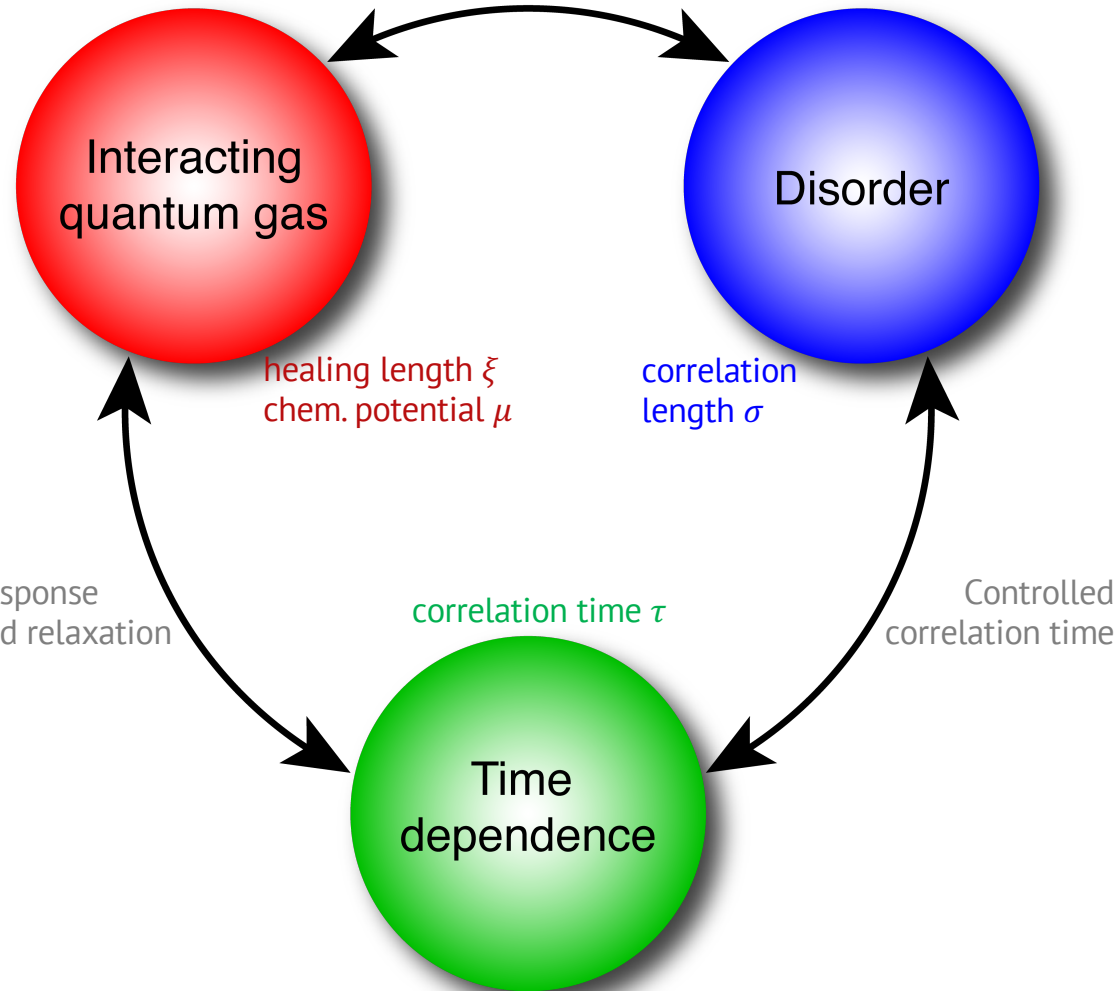 Interacting
quantum gas
Disorder
healing length ξ
chem. potential μ
correlation
length σ
sponse
d relaxation
correlation time τ
Controlled
correlation time
Time
dependence